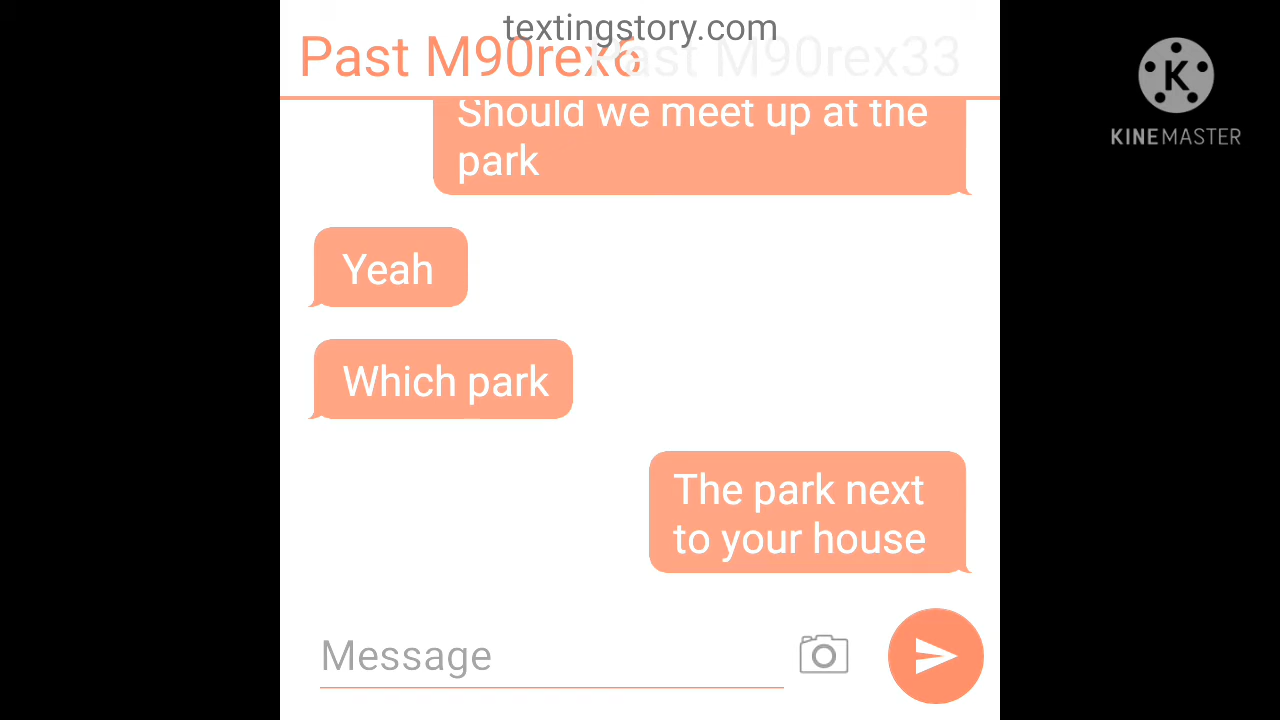 textingstory.com
Past M90rex6
Past M90rex33
K
KINEMASTER
Should we meet up at the
park
Yeah
Which park
The park next
to your house
Message